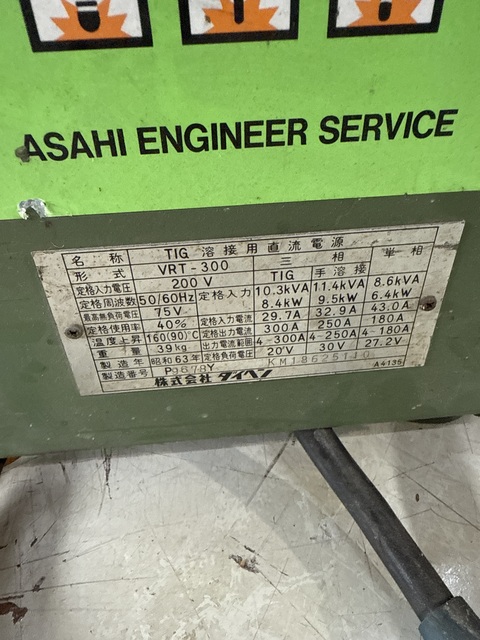 ASAHI ENGINEER SERVICE
名称 TIG 溶接用直流電源
形式 VRT-300 三相 単相
定格入力電圧 200 V TIG 手溶接
定格周波数 50/60Hz 定格入力 10.3kVA 11.4kVA 8.6kVA
8.4kW 9.5kW 6.4kW
最高無負荷電圧 75V 定格入力電流 29.7A 32.9A 43.0A
定格使用率 40% 定格出力電流 300A 250A 180A
温度上昇 160(90)℃ 出力電流範囲 4-300A 4-250A 4-180A
重量 39kg 定格負荷電圧 20V 30V 27.2V
製造年 昭和63年
製造番号 P9678Y KM18625110
株式会社 ダイヘン A4135